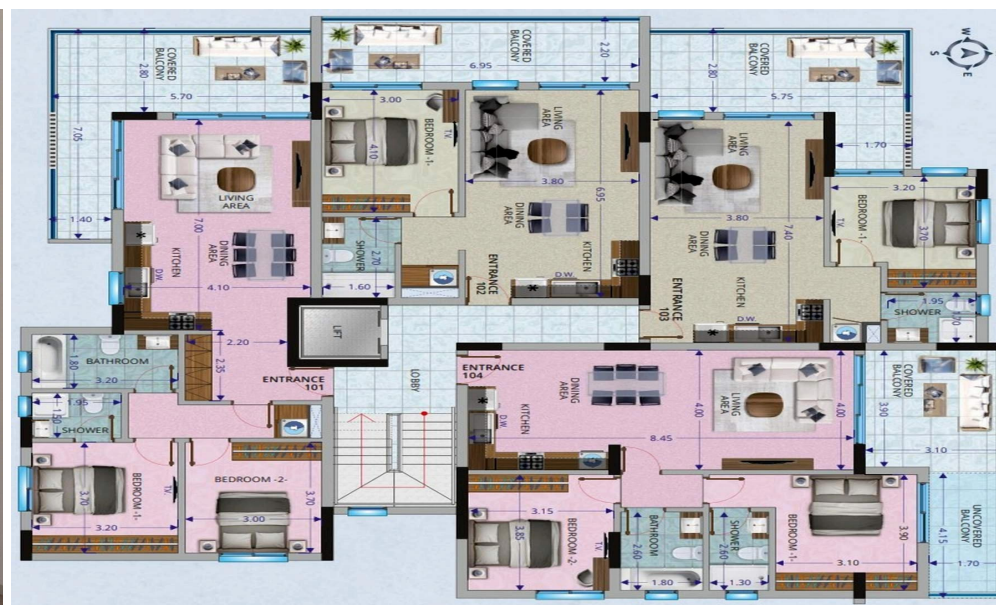 W
S
E
COVERED
BALCONY
2.80
5.70
7.05
1.40
COVERED
BALCONY
2.20
6.95
COVERED
BALCONY
2.80
5.75
1.70
LIVING
AREA
7.00
DINING
AREA
KITCHEN
D.W.
4.10
3.00
BEDROOM -1-
T.V.
4.10
SHOWER
2.70
1.60
LIVING
AREA
3.80
6.95
DINING
AREA
KITCHEN
D.W.
ENTRANCE
102
LIVING
AREA
3.80
7.40
DINING
AREA
KITCHEN
D.W.
ENTRANCE
103
3.20
BEDROOM -1-
T.V.
3.70
1.95
SHOWER
1.70
LIFT
LOBBY
2.20
2.35
ENTRANCE
101
BATHROOM
1.80
3.20
1.95
1.50
SHOWER
BEDROOM -1-
T.V.
3.70
3.20
BEDROOM -2-
3.70
3.00
ENTRANCE
104
DINING
AREA
KITCHEN
D.W.
8.45
4.00
LIVING
AREA
4.00
COVERED
BALCONY
3.90
3.10
UNCOVERED
BALCONY
4.15
1.70
3.15
BEDROOM -2-
T.V.
3.85
BATHROOM
2.60
1.80
SHOWER
2.60
1.30
BEDROOM -1-
3.90
3.10